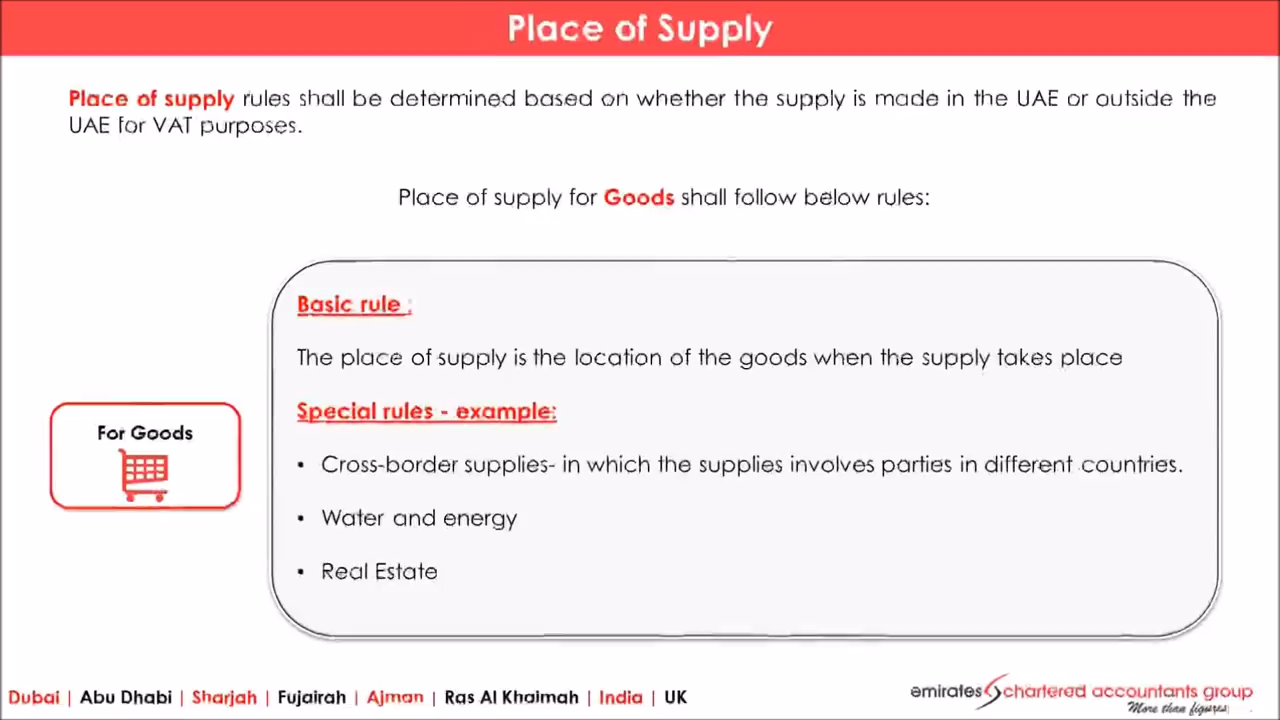 Place of Supply
Place of supply rules shall be determined based on whether the supply is made in the UAE or outside the
UAE for VAT purposes.
Place of supply for Goods shall follow below rules:
Basic rule :
The place of supply is the location of the goods when the supply takes place
Special rules - example:
For Goods
• Cross-border supplies- in which the supplies involves parties in different countries.
• Water and energy
• Real Estate
Dubai | Abu Dhabi | Sharjah | Fujairah | Ajman | Ras Al Khaimah | India | UK
emirates chartered accountants group
More than figures